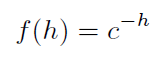 f(h) = c^{-h}